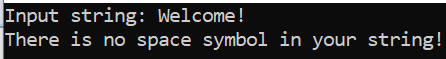 Input string: Welcome!
There is no space symbol in your string!